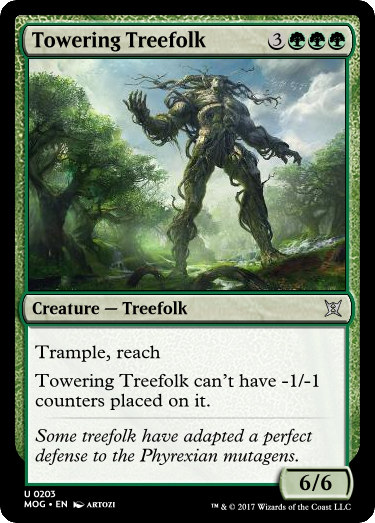 Towering Treefolk 3
Creature — Treefolk
Trample, reach
Towering Treefolk can't have -1/-1
counters placed on it.
Some treefolk have adapted a perfect
defense to the Phyrexian mutagens.
6/6
U 0203
MOG • EN ARTOZI
™ & © 2017 Wizards of the Coast LLC